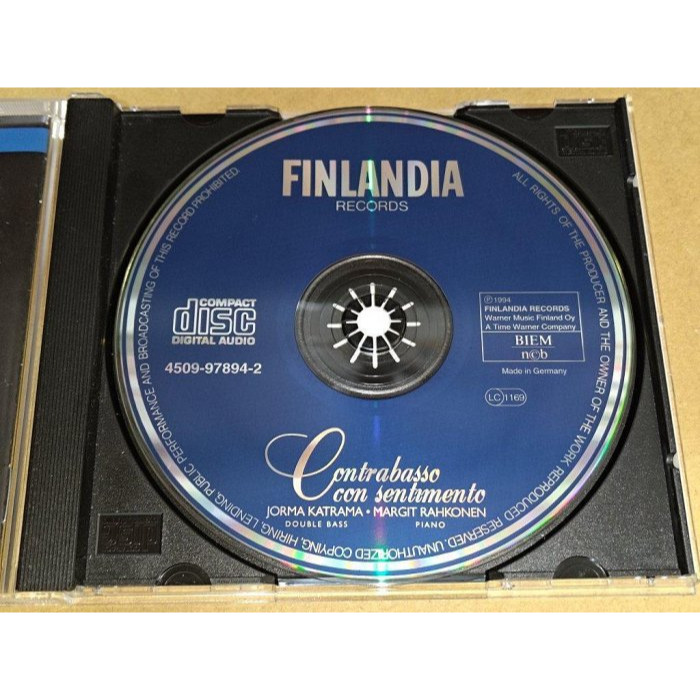 FINLANDIA
RECORDS
COMPACT
disc
DIGITAL AUDIO
4509-97894-2
℗ 1994
FINLANDIA RECORDS
Warner Music Finland Oy
A Time Warner Company
BIEM
n©b
Made in Germany
LC 1169
Contrabasso
con sentimento
JORMA KATRAMA • MARGIT RAHKONEN
DOUBLE BASS PIANO
ALL RIGHTS OF THE PRODUCER AND THE OWNER OF THE WORK REPRODUCED RESERVED. UNAUTHORIZED COPYING, HIRING, LENDING, PUBLIC PERFORMANCE AND BROADCASTING OF THIS RECORD PROHIBITED.